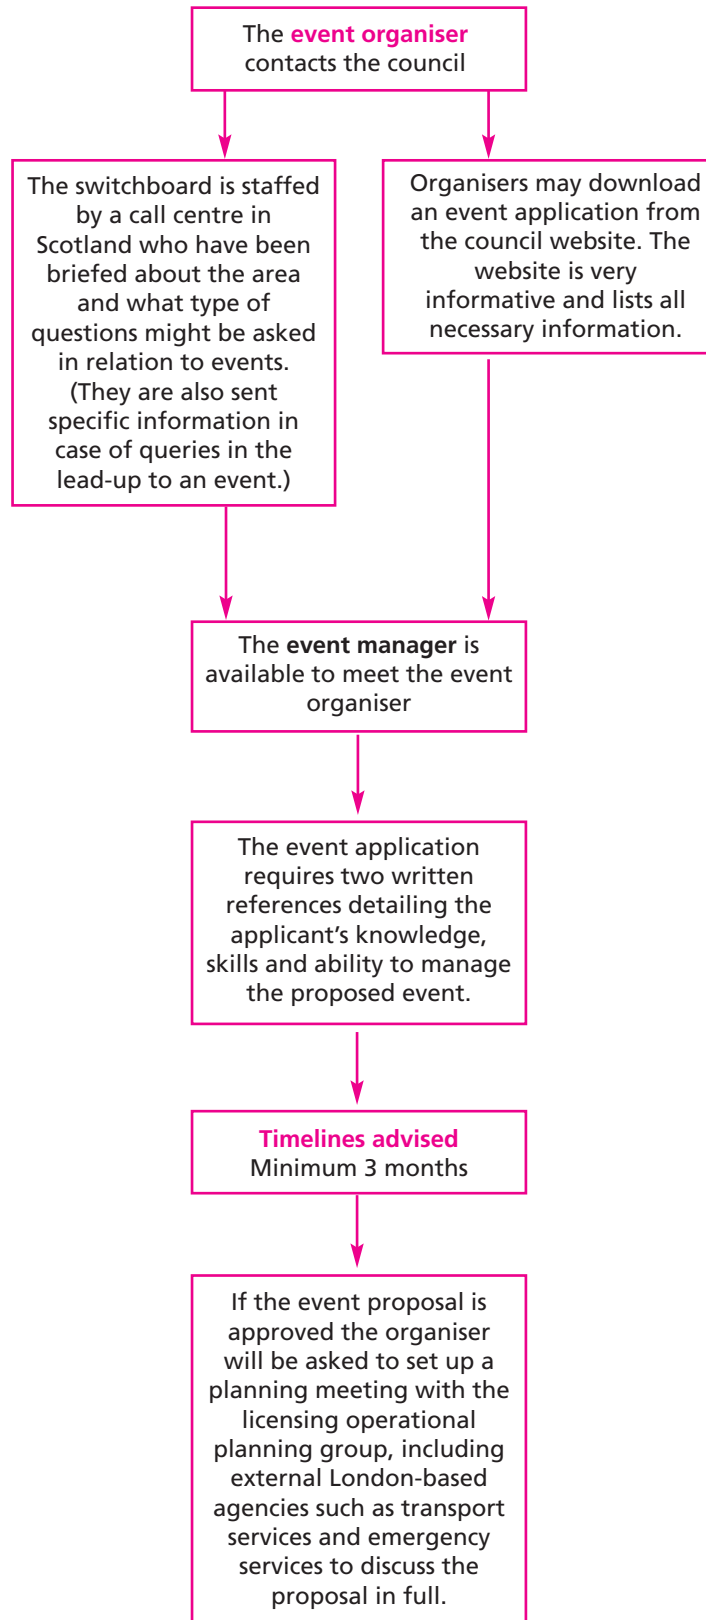 The event organiser
contacts the council
The switchboard is staffed
by a call centre in
Scotland who have been
briefed about the area
and what type of
questions might be asked
in relation to events.
(They are also sent
specific information in
case of queries in the
lead-up to an event.)
Organisers may download
an event application from
the council website. The
website is very
informative and lists all
necessary information.
The event manager is
available to meet the event
organiser
The event application
requires two written
references detailing the
applicant’s knowledge,
skills and ability to manage
the proposed event.
Timelines advised
Minimum 3 months
If the event proposal is
approved the organiser
will be asked to set up a
planning meeting with the
licensing operational
planning group, including
external London-based
agencies such as transport
services and emergency
services to discuss the
proposal in full.